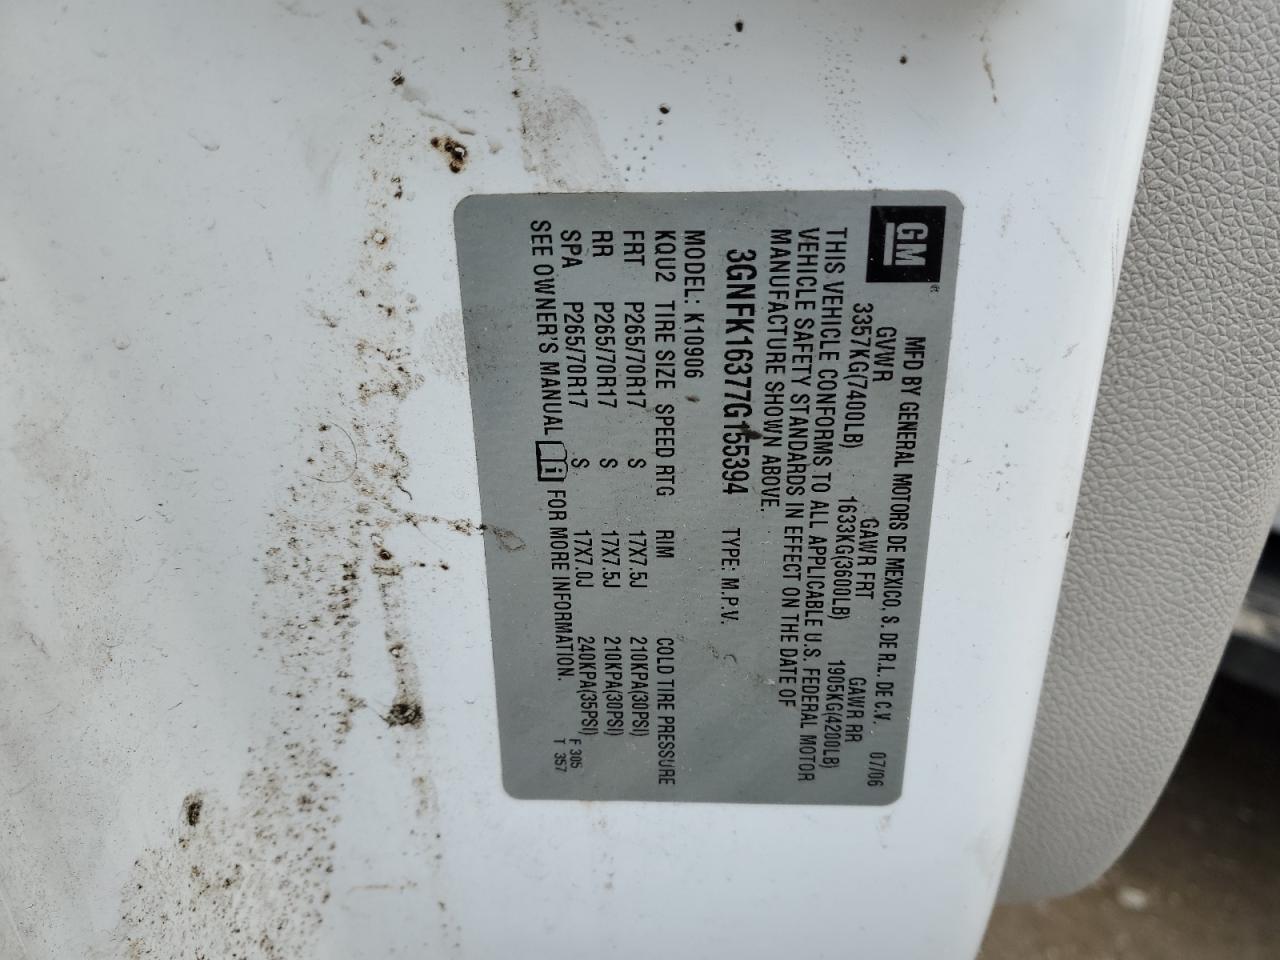 GM
MFD BY GENERAL MOTORS DE MEXICO, S. DE R.L. DE C.V. 07/06
GVWR GAWR FRT GAWR RR
3357KG(7400LB) 1633KG(3600LB) 1905KG(4200LB)
THIS VEHICLE CONFORMS TO ALL APPLICABLE U.S. FEDERAL MOTOR
VEHICLE SAFETY STANDARDS IN EFFECT ON THE DATE OF
MANUFACTURE SHOWN ABOVE.
3GNFK16377G155394 TYPE: M.P.V.
MODEL: K10906
KQU2 TIRE SIZE SPEED RTG RIM COLD TIRE PRESSURE
FRT P265/70R17 S 17X7.5J 210KPA(30PSI)
RR P265/70R17 S 17X7.5J 210KPA(30PSI)
SPA P265/70R17 S 17X7.0J 240KPA(35PSI) F 305
SEE OWNER'S MANUAL i FOR MORE INFORMATION. T 357